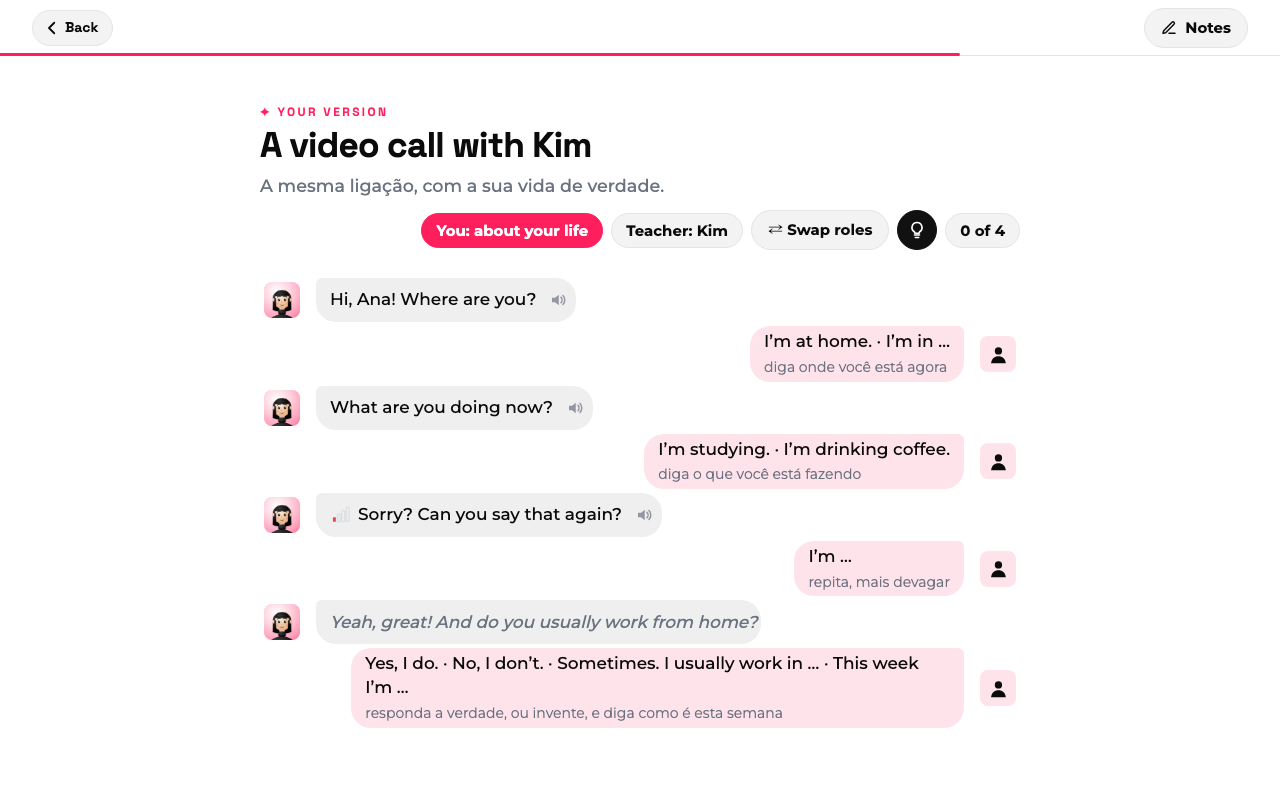 Back
Notes
✦ YOUR VERSION
A video call with Kim
A mesma ligação, com a sua vida de verdade.
You: about your life
Teacher: Kim
Swap roles
0 of 4
Hi, Ana! Where are you?
I’m at home. · I’m in ...
diga onde você está agora
What are you doing now?
I’m studying. · I’m drinking coffee.
diga o que você está fazendo
Sorry? Can you say that again?
I’m ...
repita, mais devagar
Yeah, great! And do you usually work from home?
Yes, I do. · No, I don’t. · Sometimes. I usually work in ... · This week
I’m ...
responda a verdade, ou invente, e diga como é esta semana